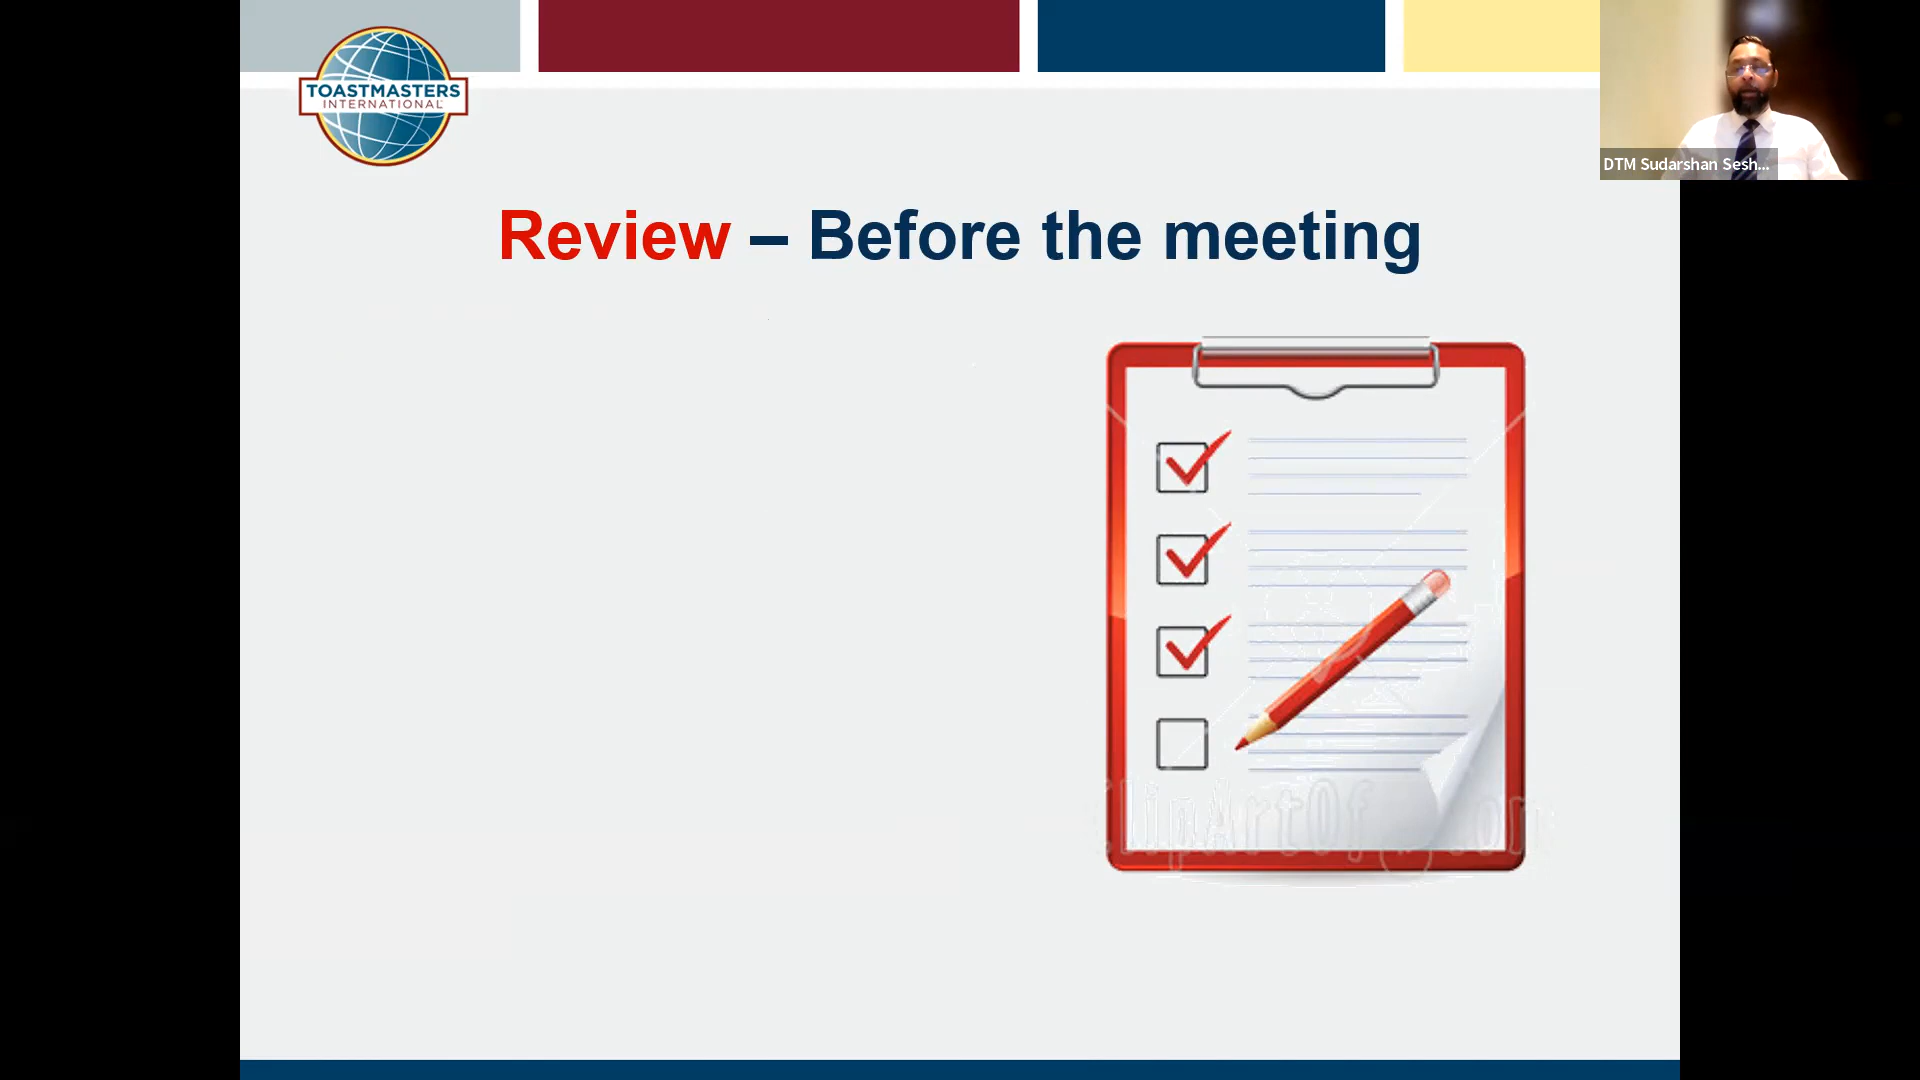 TOASTMASTERS
INTERNATIONAL
DTM Sudarshan Sesh...
Review – Before the meeting